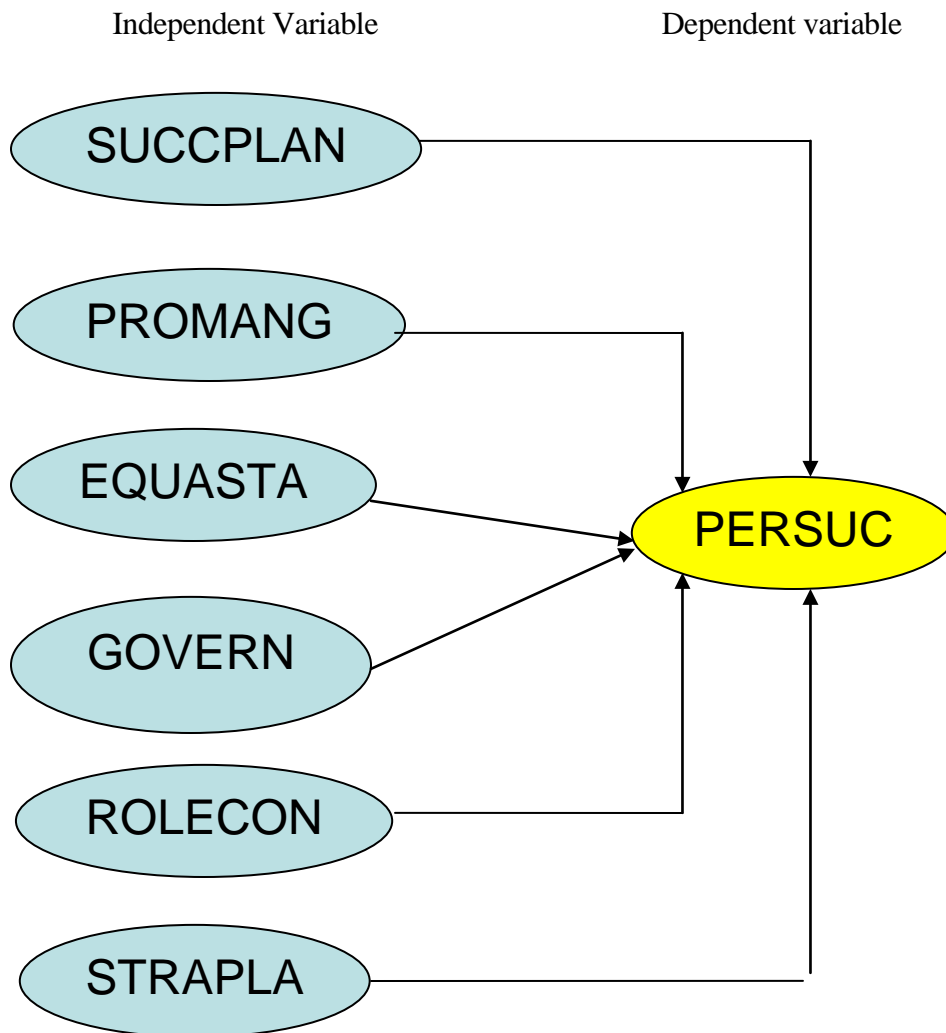 Independent Variable
Dependent variable
SUCCPLAN
PROMANG
EQUASTA
PERSUC
GOVERN
ROLECON
STRAPLA